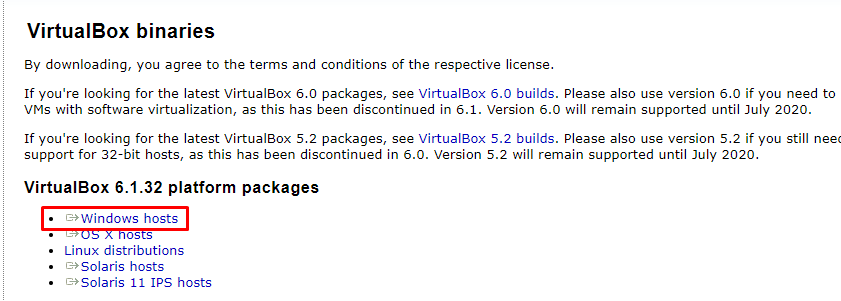 VirtualBox binaries
By downloading, you agree to the terms and conditions of the respective license.
If you're looking for the latest VirtualBox 6.0 packages, see VirtualBox 6.0 builds. Please also use version 6.0 if you need to
VMs with software virtualization, as this has been discontinued in 6.1. Version 6.0 will remain supported until July 2020.
If you're looking for the latest VirtualBox 5.2 packages, see VirtualBox 5.2 builds. Please also use version 5.2 if you still need
support for 32-bit hosts, as this has been discontinued in 6.0. Version 5.2 will remain supported until July 2020.
VirtualBox 6.1.32 platform packages
Windows hosts
OS X hosts
Linux distributions
Solaris hosts
Solaris 11 IPS hosts